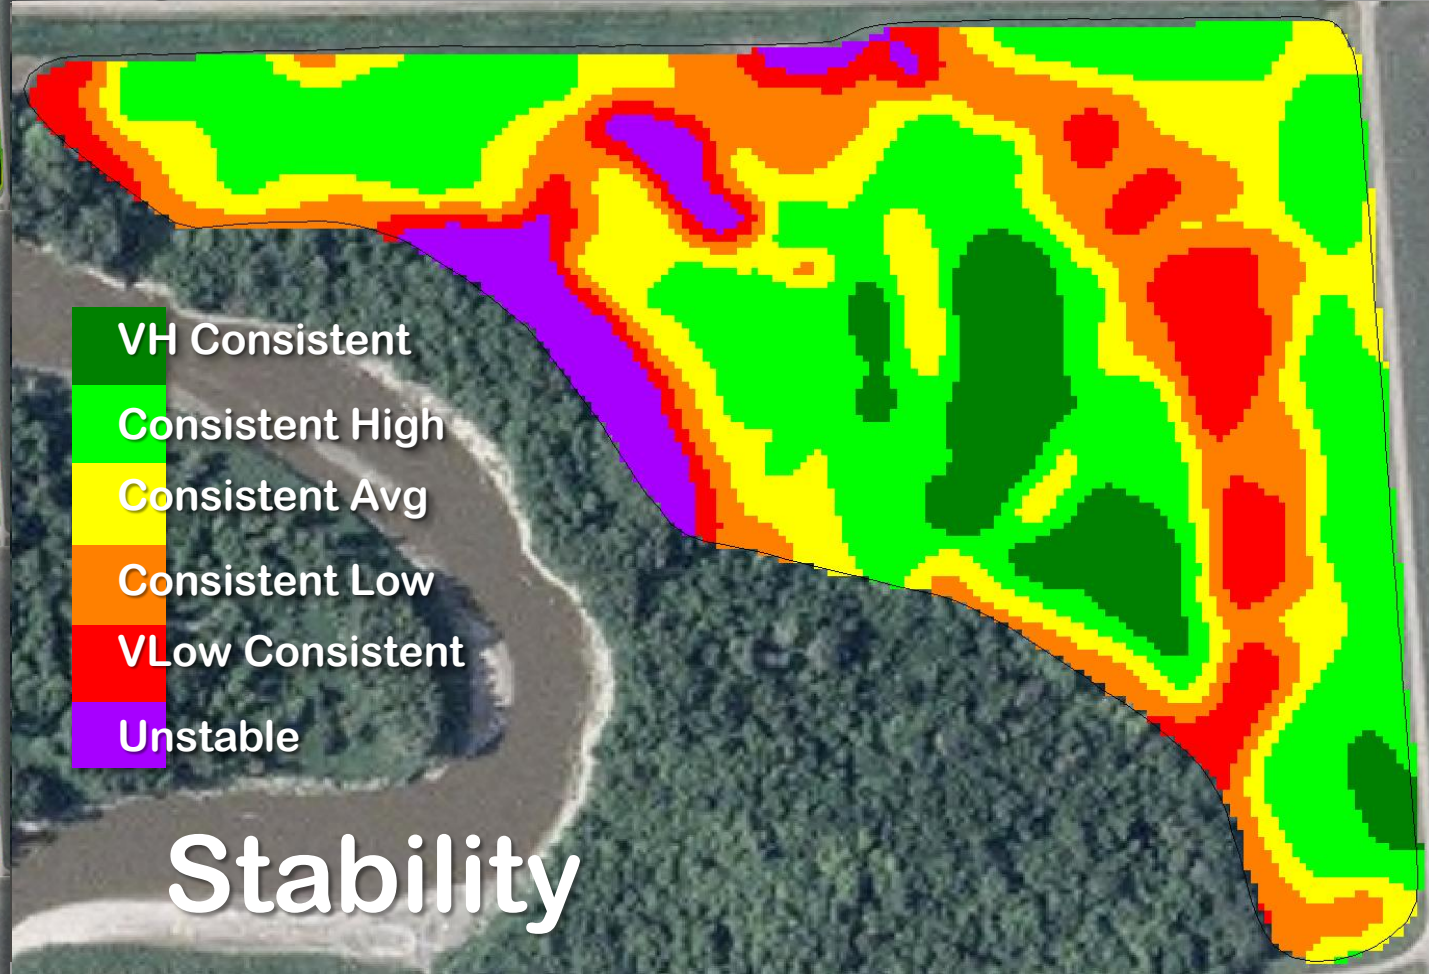 VH Consistent
Consistent High
Consistent Avg
Consistent Low
VLow Consistent
Unstable
Stability